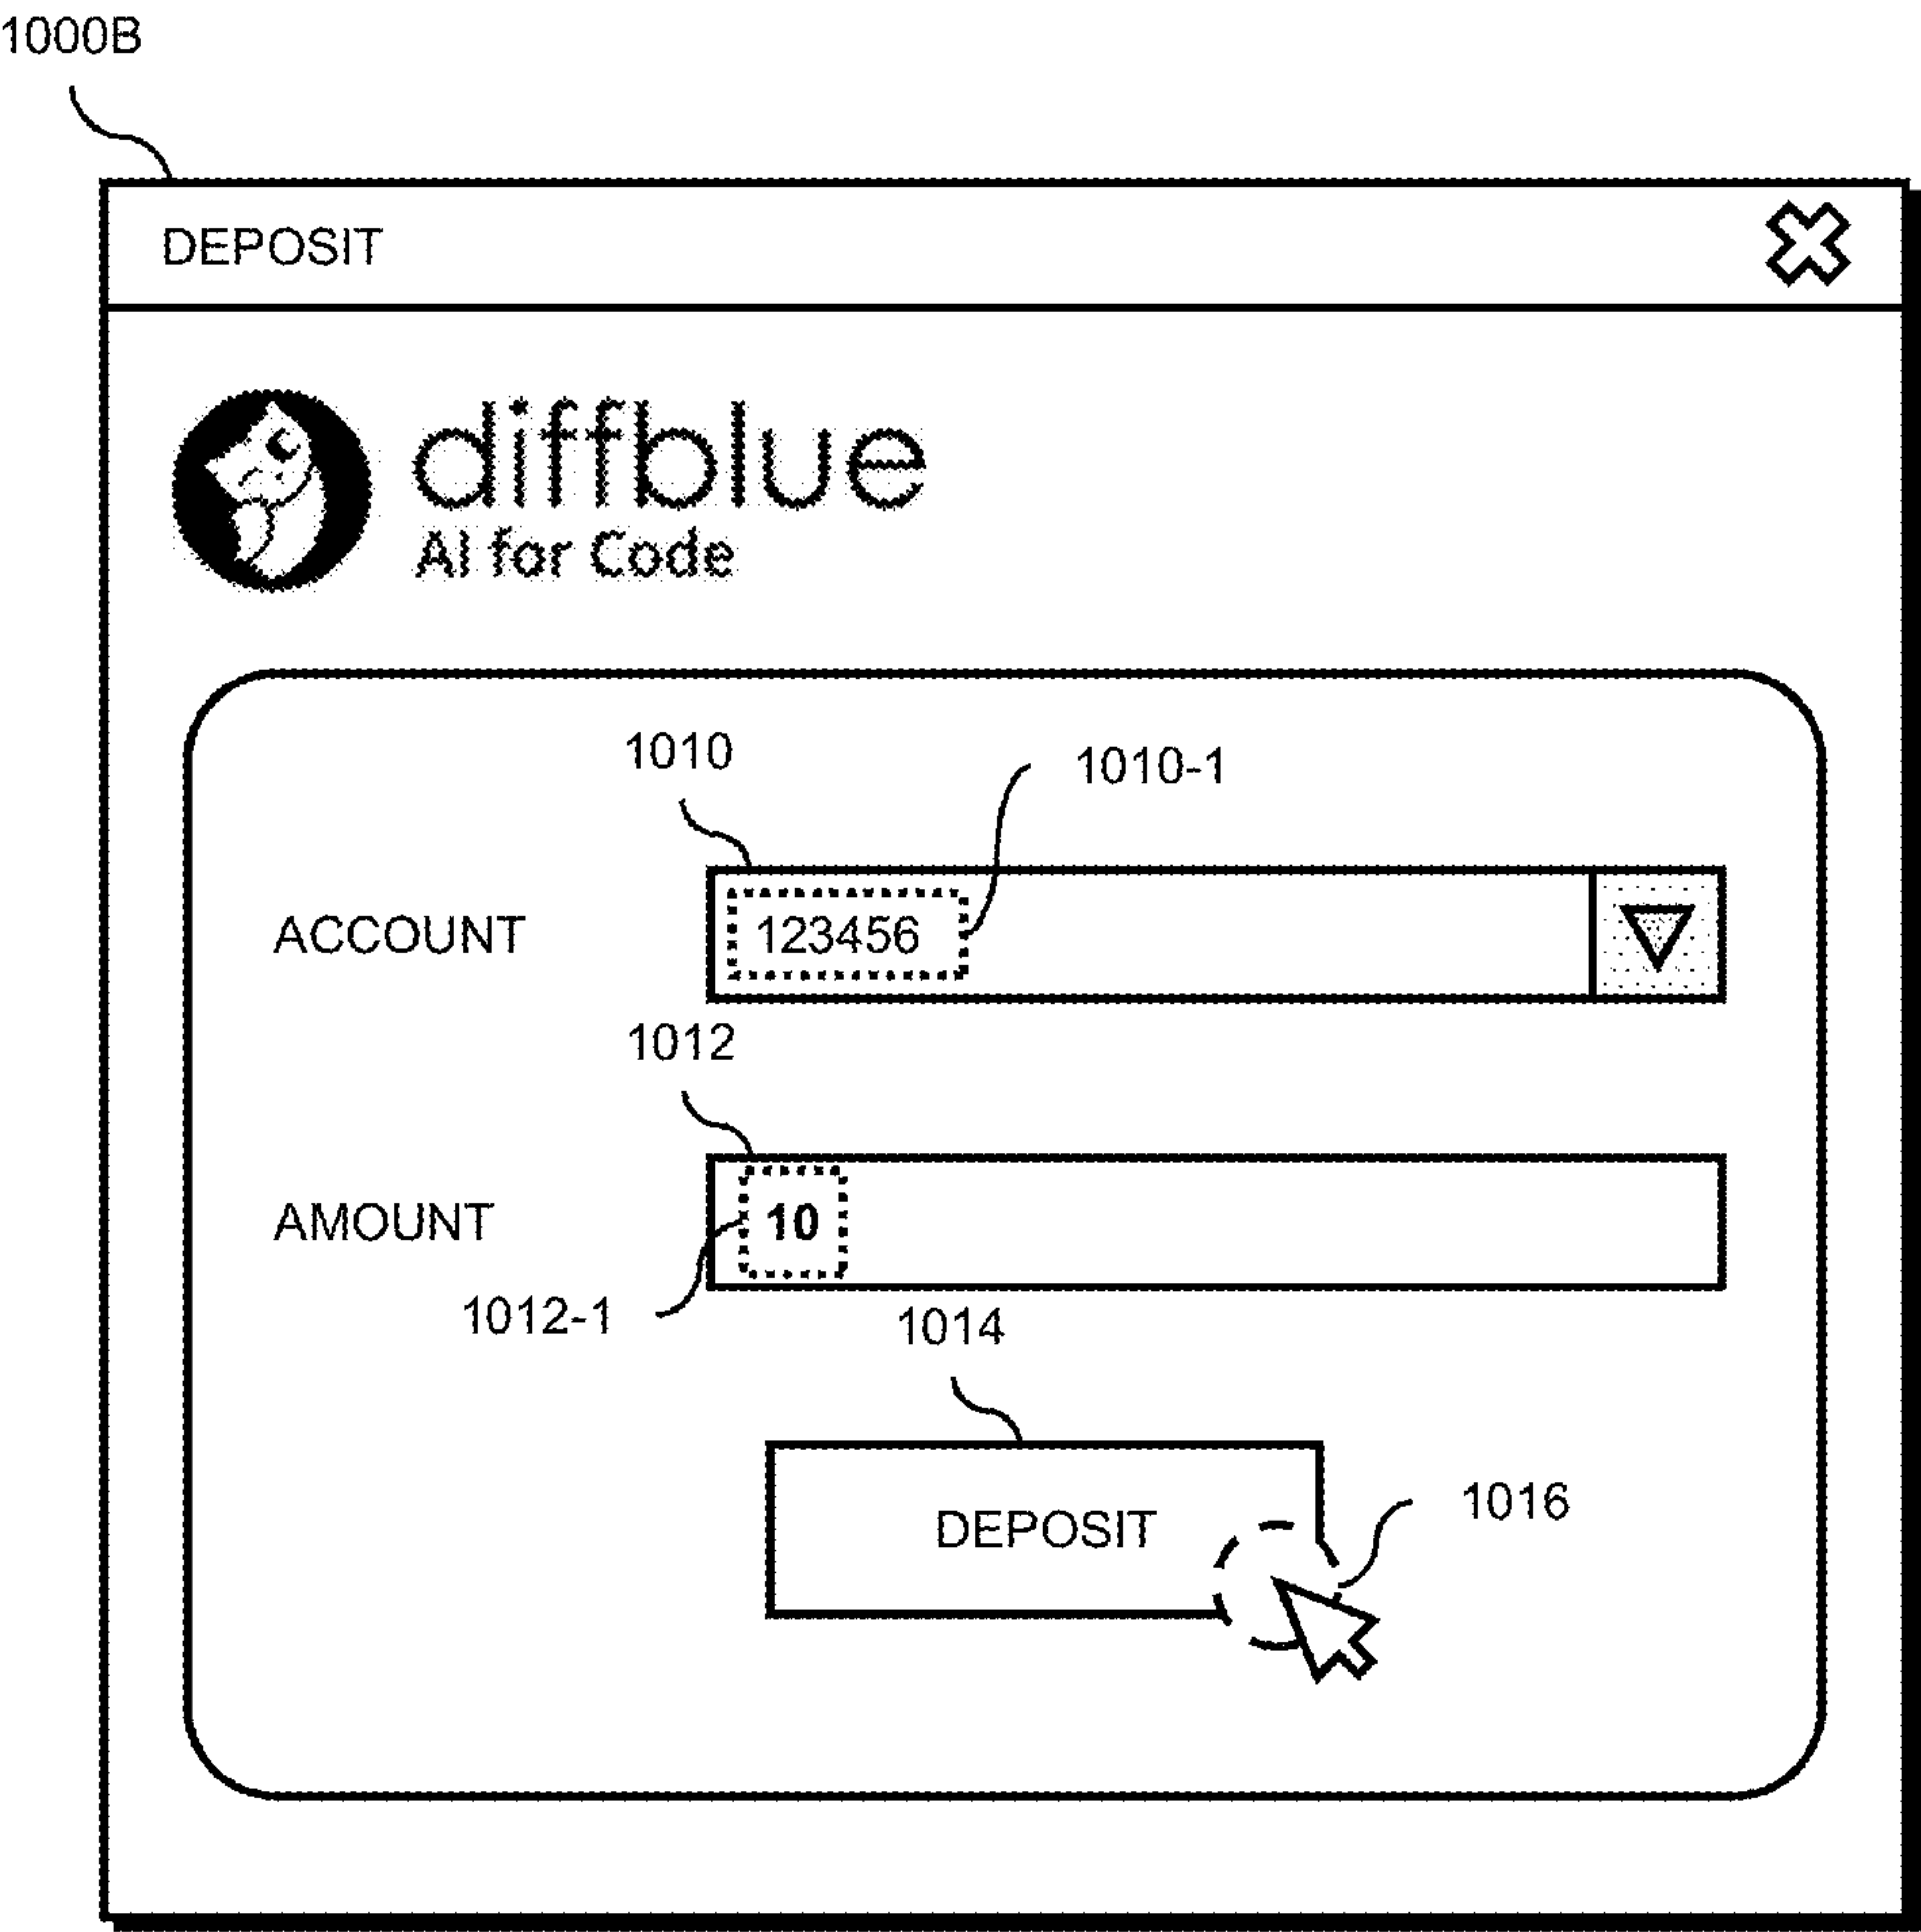 1000B
DEPOSIT
diffblue
AI for Code
1010
1010-1
ACCOUNT
123456
1012
AMOUNT
10
1012-1
1014
DEPOSIT
1016